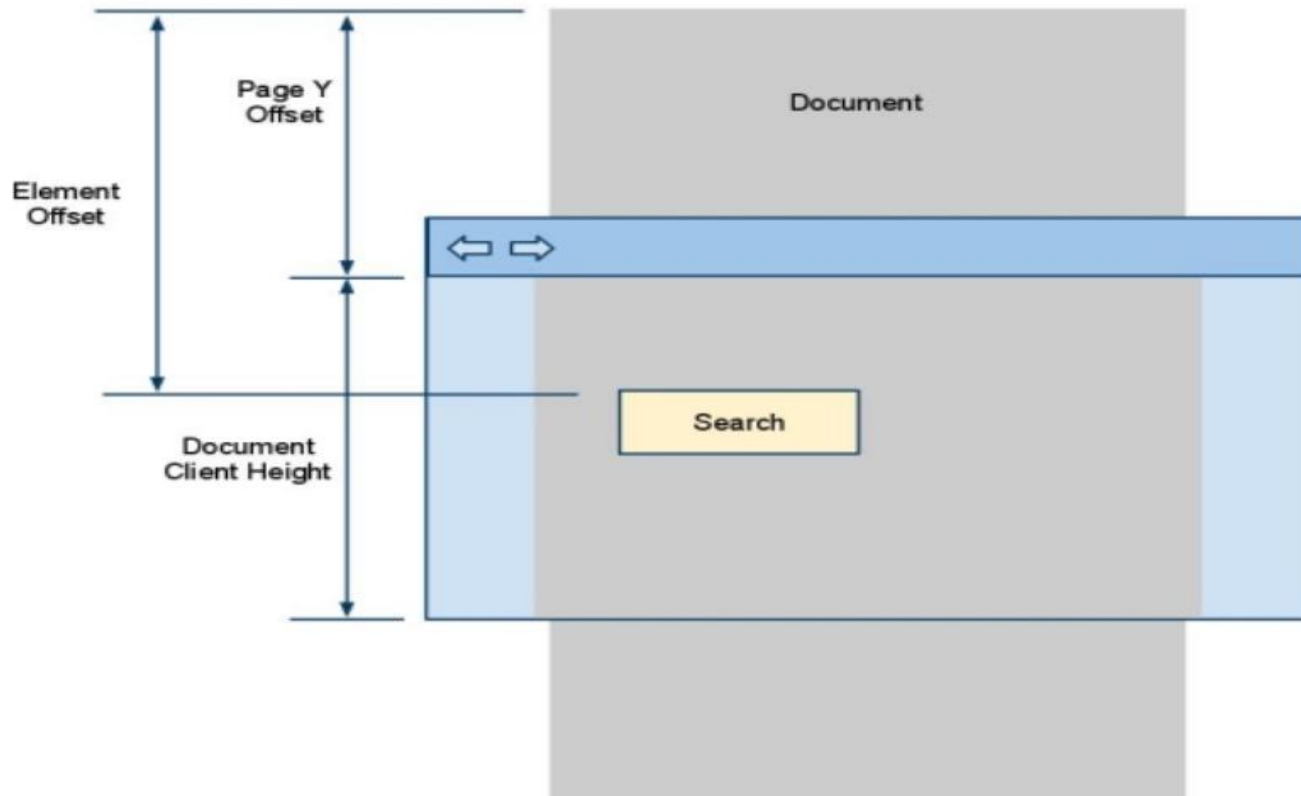 Page Y
Offset
Document
Element
Offset
Search
Document
Client Height